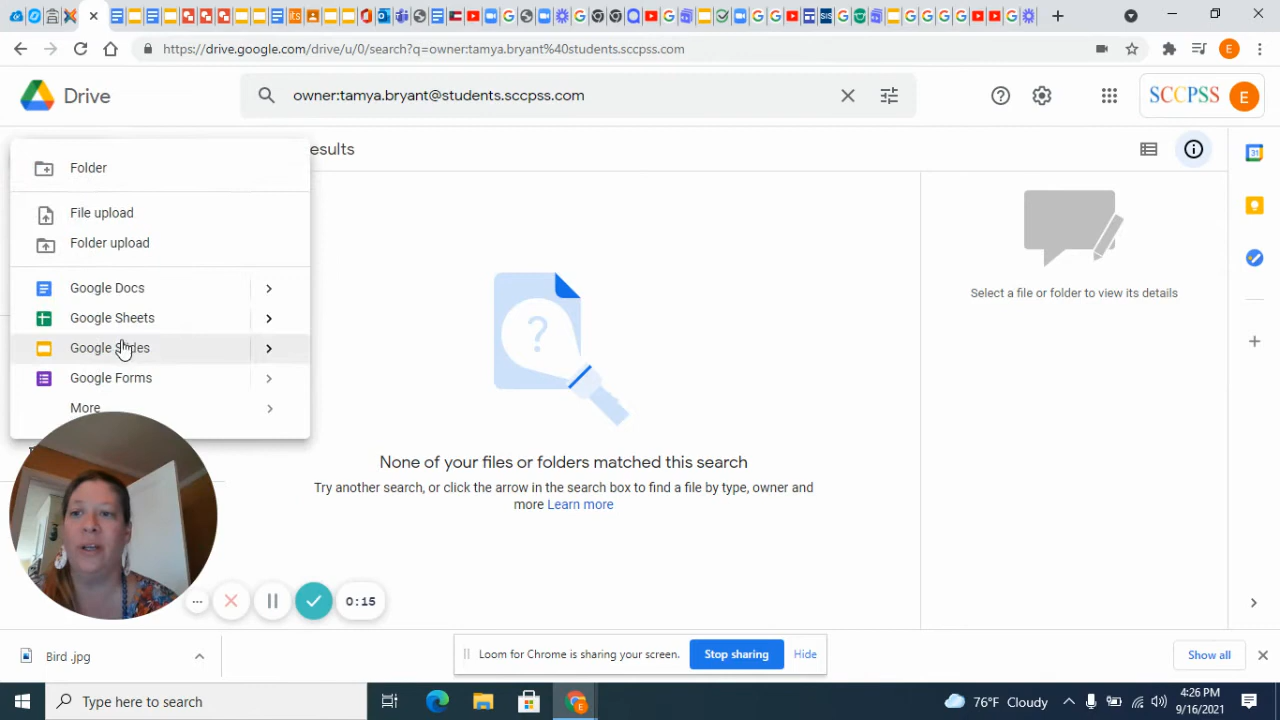 https://drive.google.com/drive/u/0/search?q=owner:tamya.bryant%40students.sccpss.com
E
Drive
owner:tamya.bryant@students.sccpss.com
SCCPSS
E
esults
Folder
File upload
Folder upload
Google Docs
Google Sheets
Google Slides
Google Forms
More
31
?
Select a file or folder to view its details
None of your files or folders matched this search
Try another search, or click the arrow in the search box to find a file by type, owner and
more Learn more
0:15
Bird .jpg
Loom for Chrome is sharing your screen.
Stop sharing
Hide
Show all
Type here to search
E
76°F Cloudy
4:26 PM
9/16/2021